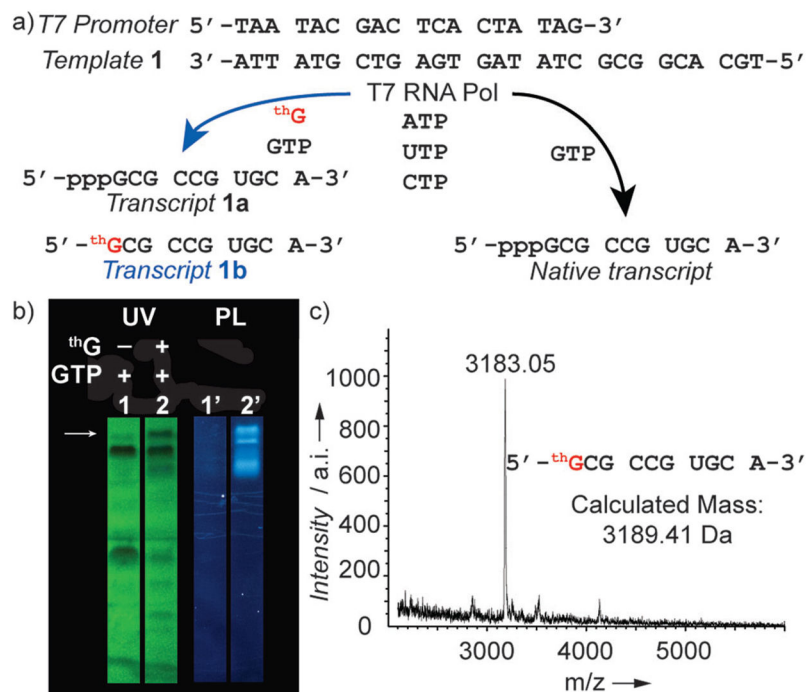 a) T7 Promoter 5′-TAA TAC GAC TCA CTA TAG-3′
Template 1 3′-ATT ATG CTG AGT GAT ATC GCG GCA CGT-5′
T7 RNA Pol
thG
GTP
ATP
UTP
CTP
GTP
5′-pppGCG CCG UGC A-3′
Transcript 1a
5′-thGCG CCG UGC A-3′
Transcript 1b
5′-pppGCG CCG UGC A-3′
Native transcript
b)
UV PL
thG – +
GTP + +
1 2 1’ 2’
c)
3183.05
1000
800
600
400
200
0
Intensity / a.i.
5′-thGCG CCG UGC A-3′
Calculated Mass:
3189.41 Da
3000 4000 5000
m/z